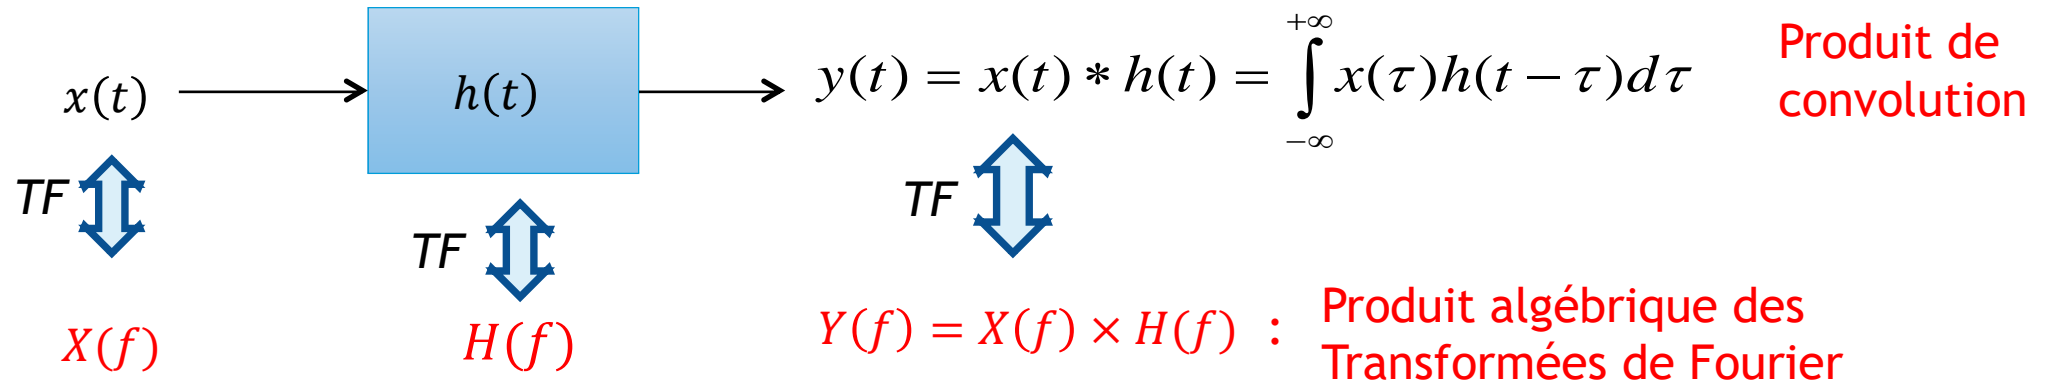 x(t)
h(t)
y(t) = x(t) * h(t) = ∫_{-∞}^{+∞} x(τ)h(t − τ)dτ
Produit de
convolution
TF
TF
TF
X(f)
H(f)
Y(f) = X(f) × H(f) :
Produit algébrique des
Transformées de Fourier